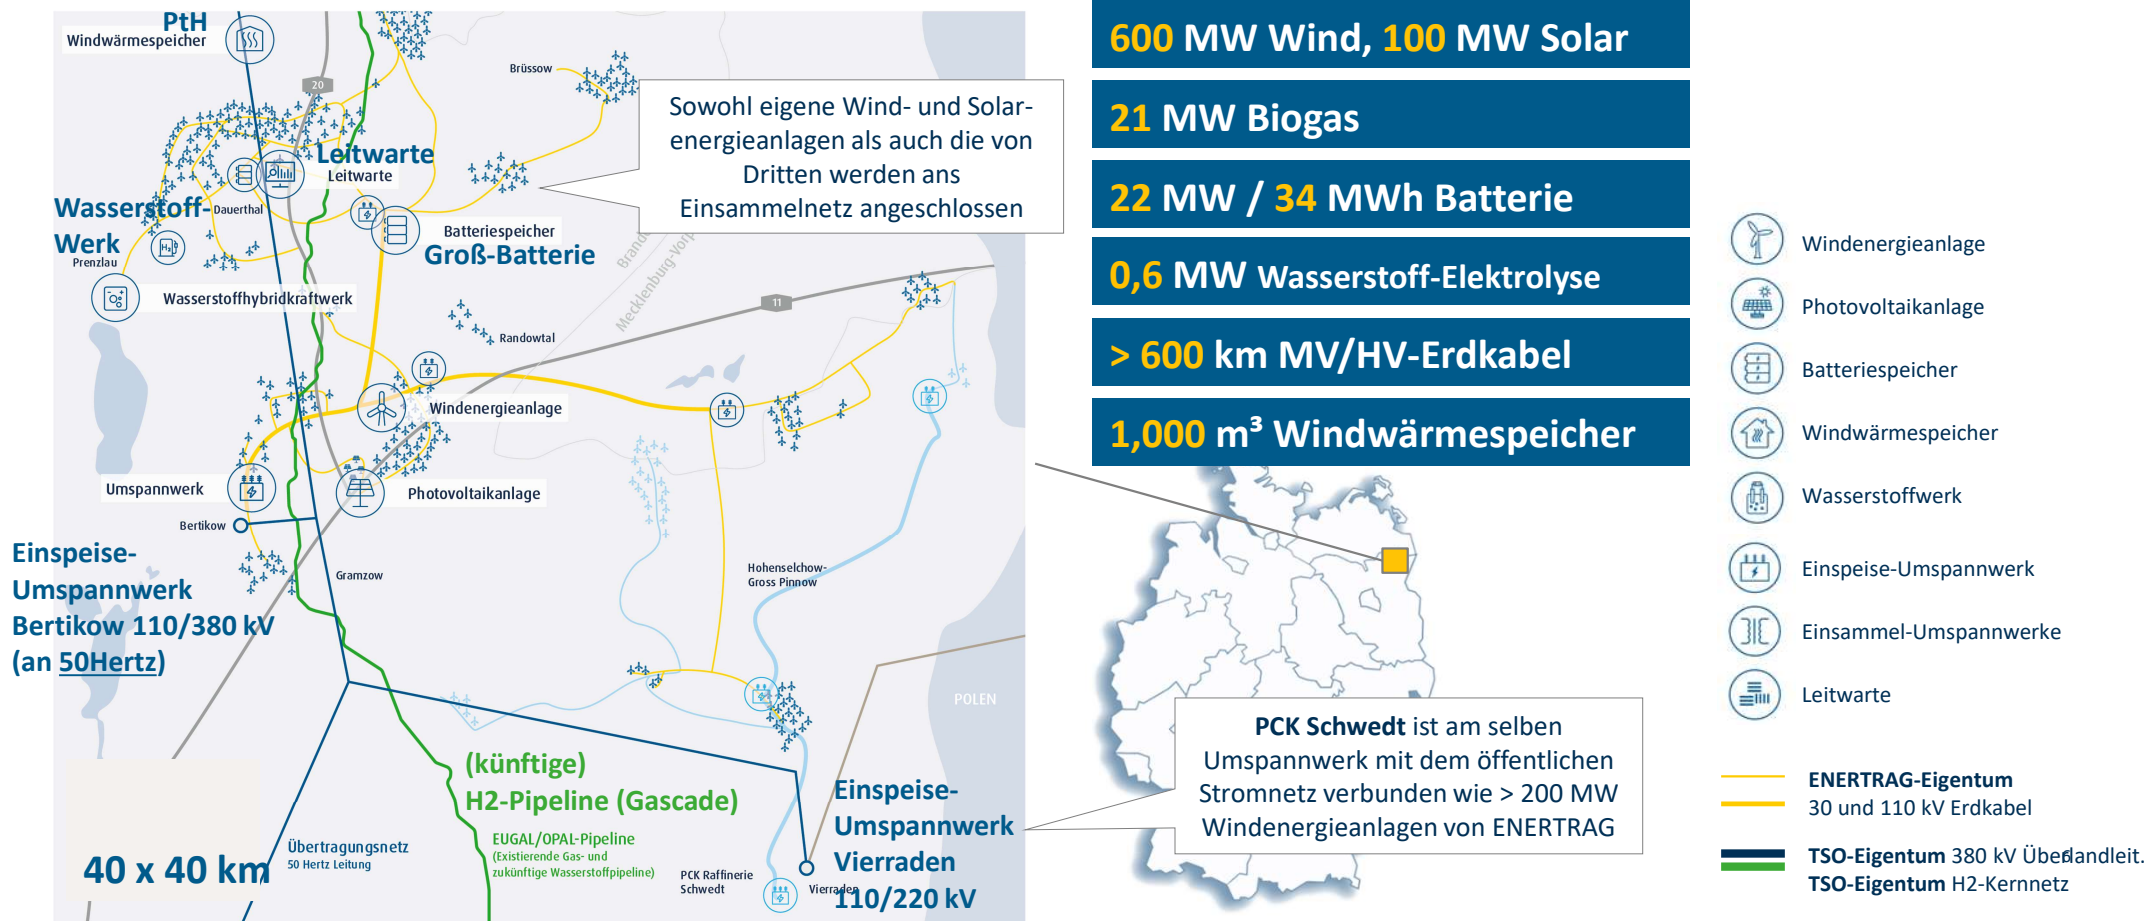 PtH
Windwärmespeicher
20
Brüssow
Sowohl eigene Wind- und Solar-
energieanlagen als auch die von
Dritten werden ans
Einsammelnetz angeschlossen
Leitwarte
Leitwarte
Wasserstoff-
Werk
Dauerthal
Prenzlau
H₂
Batteriespeicher
Groß-Batterie
Wasserstoffhybridkraftwerk
Mecklenburg-Vorp
11
Randowtal
Windenergieanlage
Umspannwerk
Photovoltaikanlage
Bertikow
Einspeise-
Umspannwerk
Bertikow 110/380 kV
(an 50Hertz)
Gramzow
Hohenselchow-
Gross Pinnow
POLEN
(künftige)
H2-Pipeline (Gascade)
EUGAL/OPAL-Pipeline
(Existierende Gas- und
zukünftige Wasserstoffpipeline)
Übertragungsnetz
50 Hertz Leitung
40 x 40 km
PCK Raffinerie
Schwedt
Einspeise-
Umspannwerk
Vierraden
110/220 kV
Vierraden
600 MW Wind, 100 MW Solar
21 MW Biogas
22 MW / 34 MWh Batterie
0,6 MW Wasserstoff-Elektrolyse
> 600 km MV/HV-Erdkabel
1,000 m³ Windwärmespeicher
PCK Schwedt ist am selben
Umspannwerk mit dem öffentlichen
Stromnetz verbunden wie > 200 MW
Windenergieanlagen von ENERTRAG
Windenergieanlage
Photovoltaikanlage
Batteriespeicher
Windwärmespeicher
Wasserstoffwerk
Einspeise-Umspannwerk
Einsammel-Umspannwerke
Leitwarte
ENERTRAG-Eigentum
30 und 110 kV Erdkabel
TSO-Eigentum 380 kV Überlandleit.
6
TSO-Eigentum H2-Kernnetz